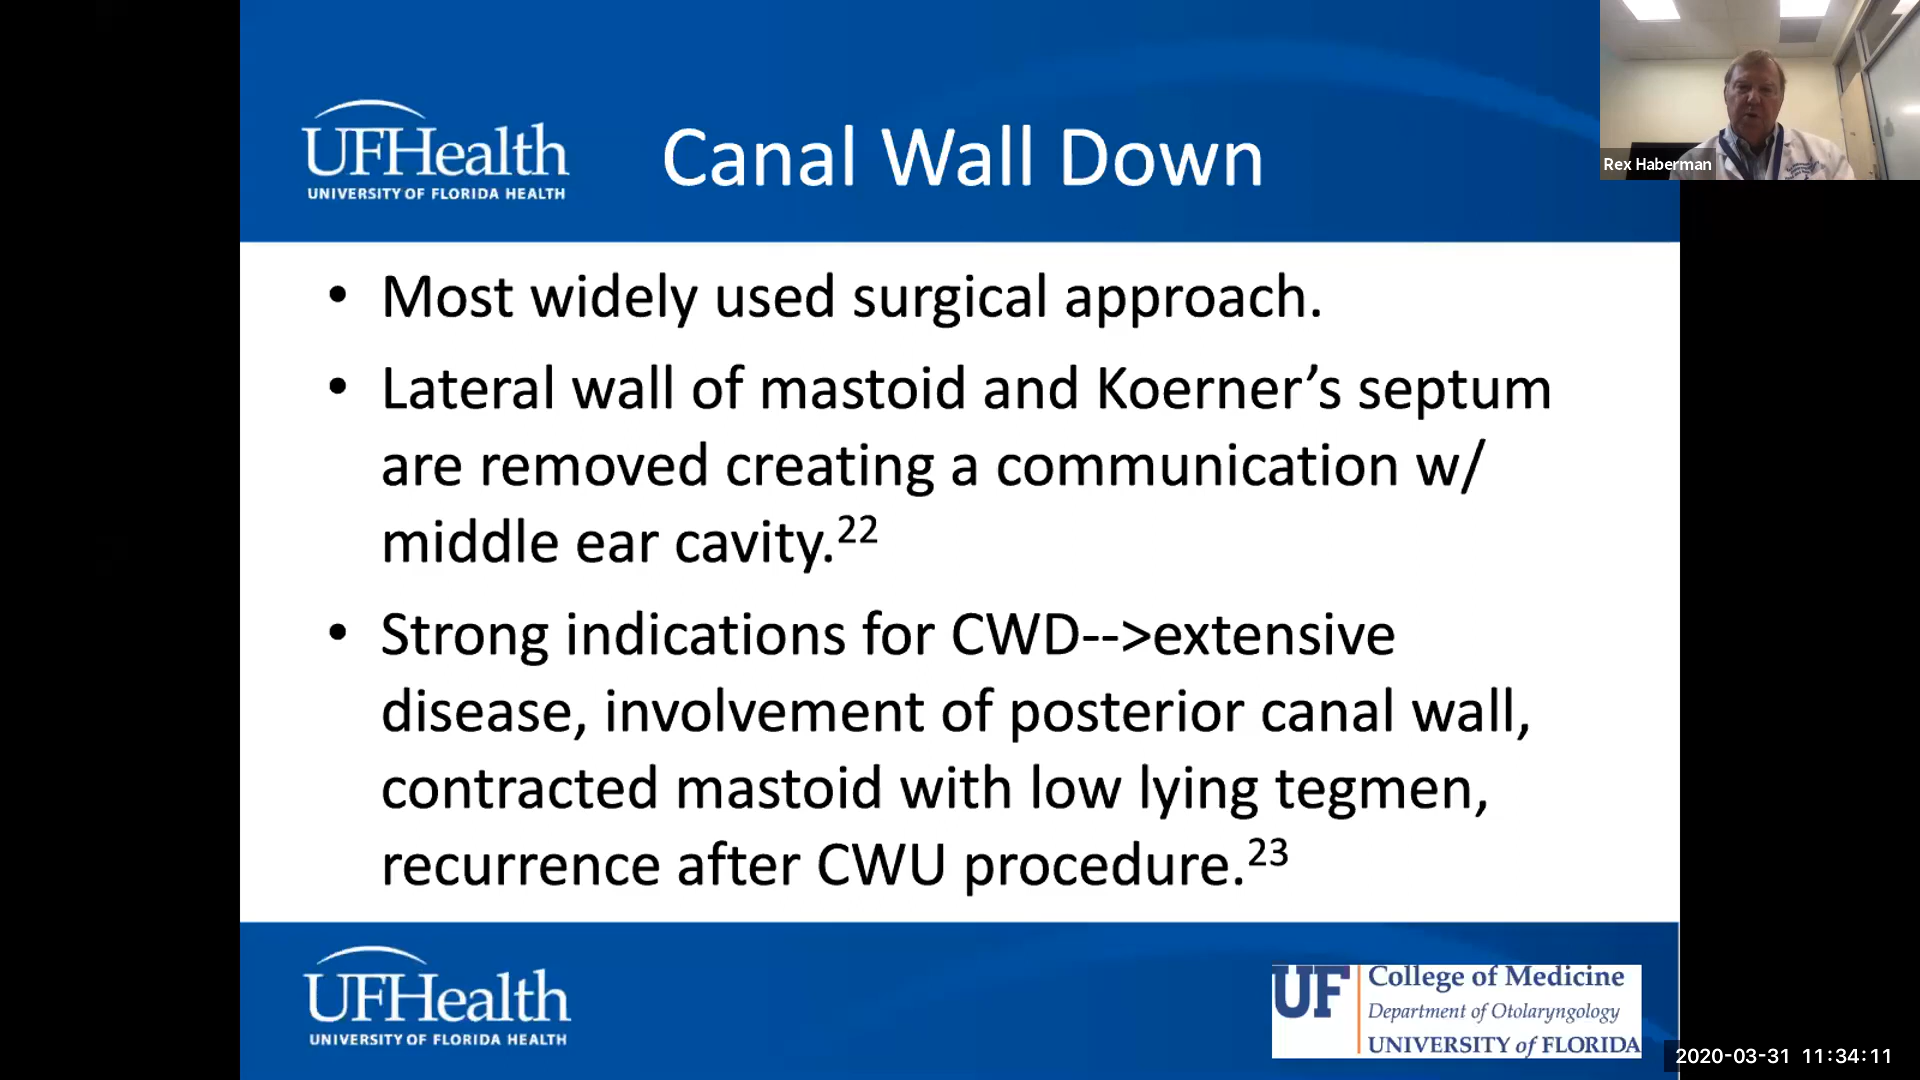 UFHealth
UNIVERSITY OF FLORIDA HEALTH
Canal Wall Down
Rex Haberman
• Most widely used surgical approach.
• Lateral wall of mastoid and Koerner’s septum
are removed creating a communication w/
middle ear cavity.22
• Strong indications for CWD-->extensive
disease, involvement of posterior canal wall,
contracted mastoid with low lying tegmen,
recurrence after CWU procedure.23
UFHealth
UNIVERSITY OF FLORIDA HEALTH
UF
College of Medicine
Department of Otolaryngology
UNIVERSITY of FLORIDA
2020-03-31 11:34:11